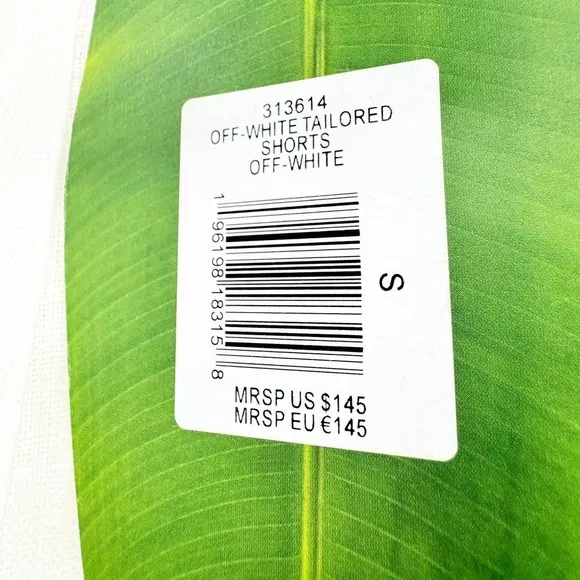 313614
OFF-WHITE TAILORED
SHORTS
OFF-WHITE
1 96198 18315 8
S
MRSP US $145
MRSP EU €145